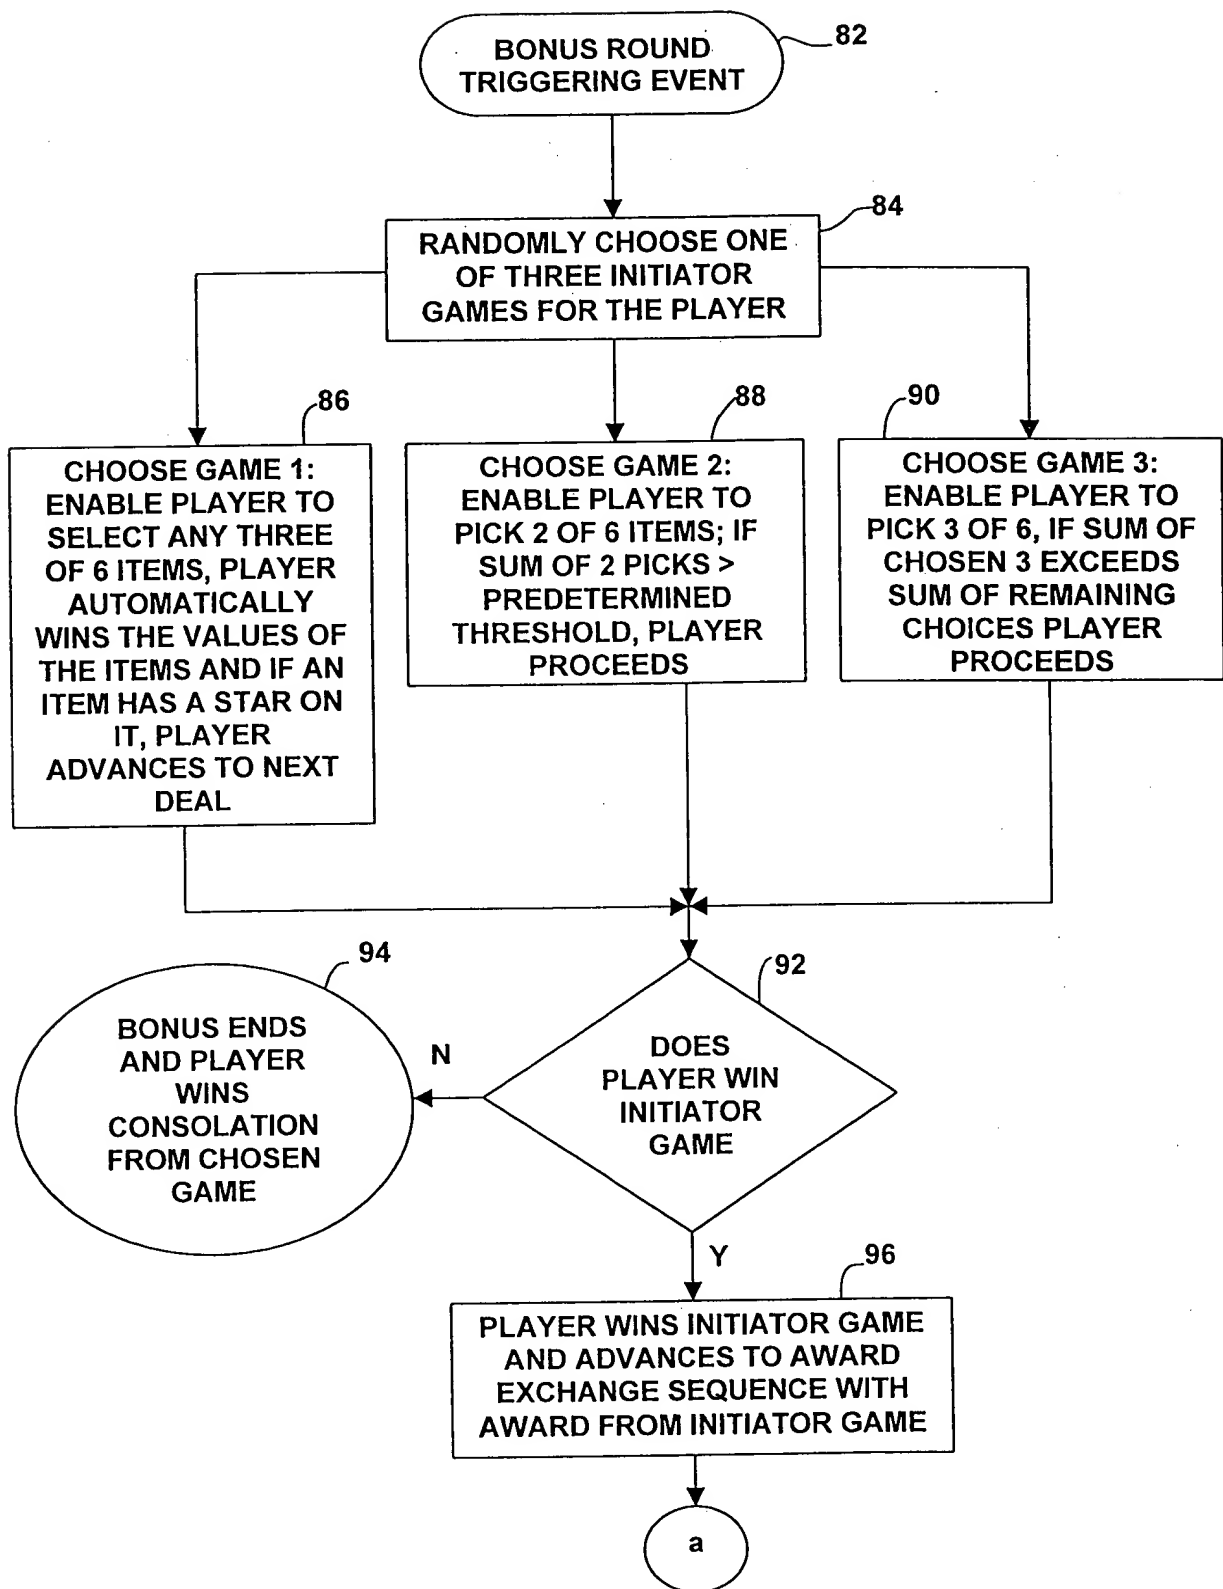 BONUS ROUND
TRIGGERING EVENT
82
84
RANDOMLY CHOOSE ONE
OF THREE INITIATOR
GAMES FOR THE PLAYER
86
CHOOSE GAME 1:
ENABLE PLAYER TO
SELECT ANY THREE
OF 6 ITEMS, PLAYER
AUTOMATICALLY
WINS THE VALUES OF
THE ITEMS AND IF AN
ITEM HAS A STAR ON
IT, PLAYER
ADVANCES TO NEXT
DEAL
88
CHOOSE GAME 2:
ENABLE PLAYER TO
PICK 2 OF 6 ITEMS; IF
SUM OF 2 PICKS >
PREDETERMINED
THRESHOLD, PLAYER
PROCEEDS
90
CHOOSE GAME 3:
ENABLE PLAYER TO
PICK 3 OF 6, IF SUM OF
CHOSEN 3 EXCEEDS
SUM OF REMAINING
CHOICES PLAYER
PROCEEDS
94
BONUS ENDS
AND PLAYER
WINS
CONSOLATION
FROM CHOSEN
GAME
N
92
DOES
PLAYER WIN
INITIATOR
GAME
Y
96
PLAYER WINS INITIATOR GAME
AND ADVANCES TO AWARD
EXCHANGE SEQUENCE WITH
AWARD FROM INITIATOR GAME
a